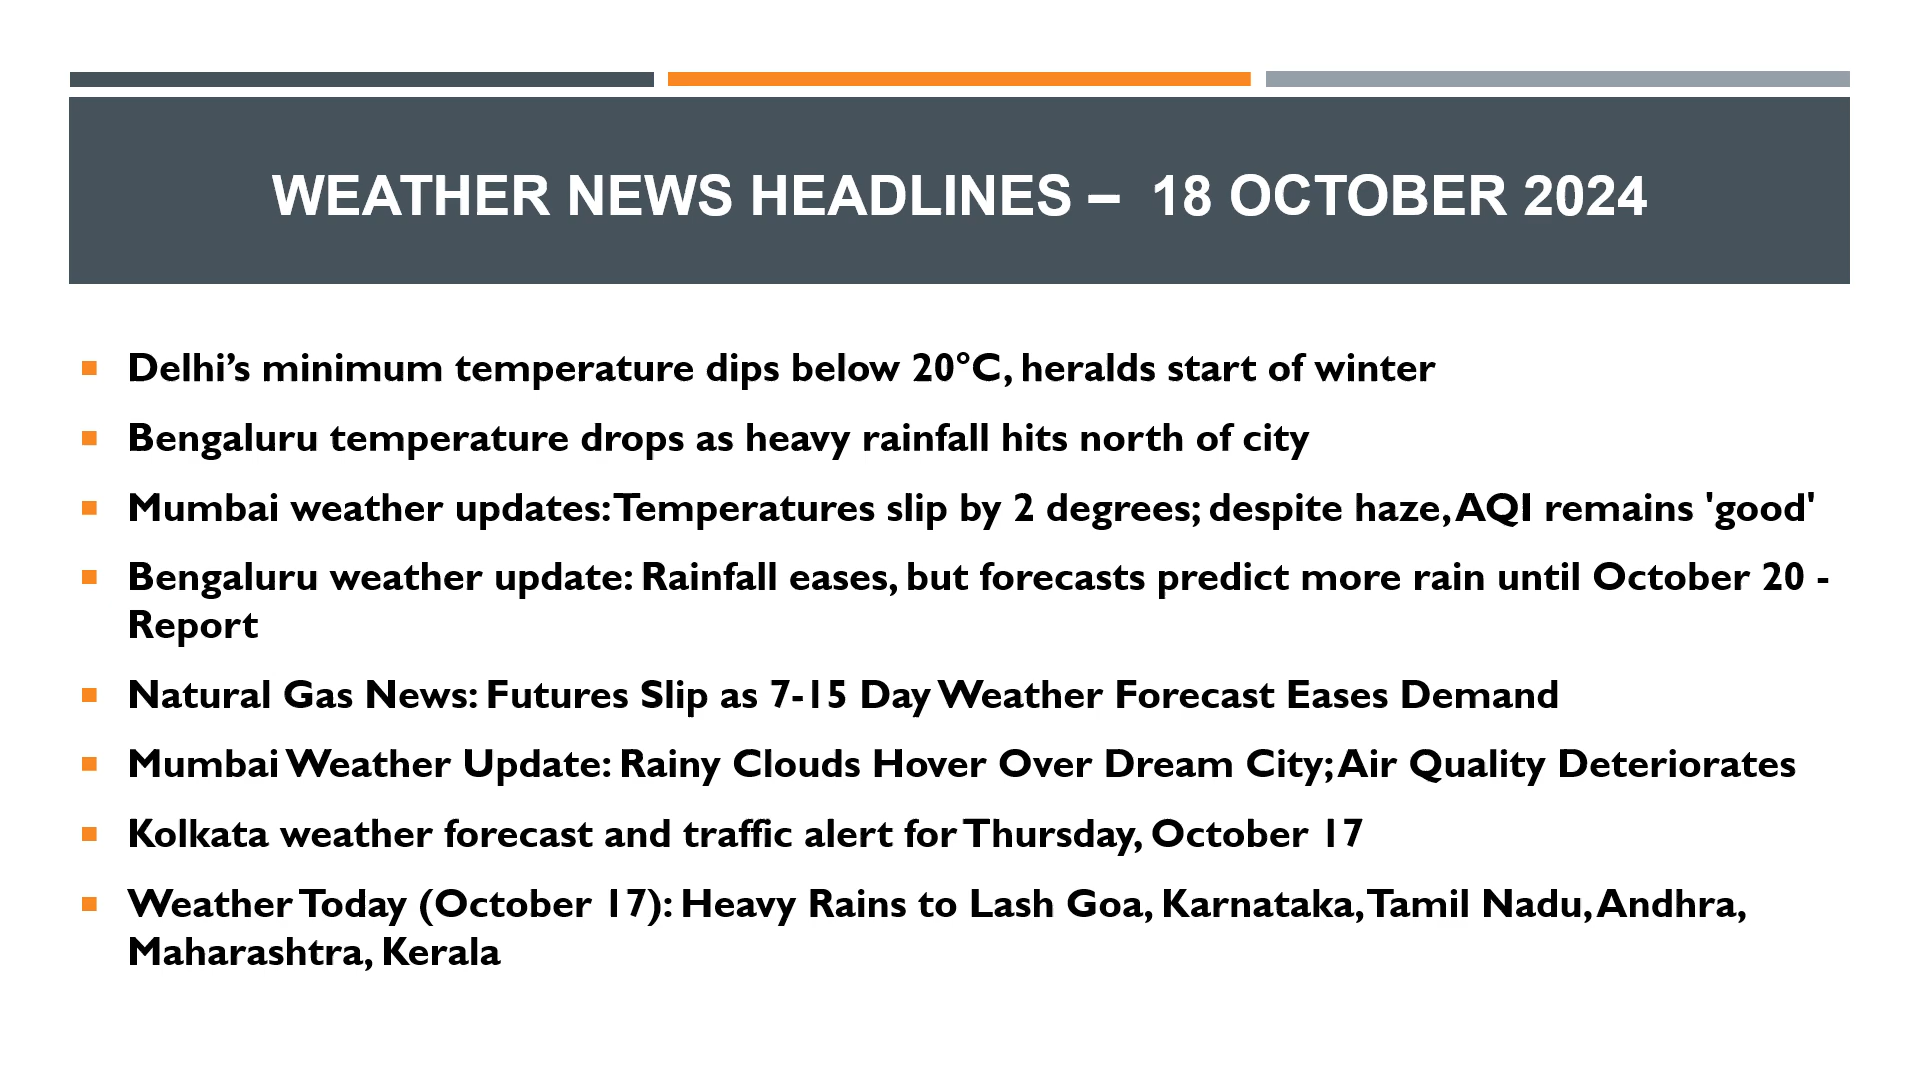 WEATHER NEWS HEADLINES – 18 OCTOBER 2024
Delhi’s minimum temperature dips below 20°C, heralds start of winter
Bengaluru temperature drops as heavy rainfall hits north of city
Mumbai weather updates: Temperatures slip by 2 degrees; despite haze, AQI remains 'good'
Bengaluru weather update: Rainfall eases, but forecasts predict more rain until October 20 -
Report
Natural Gas News: Futures Slip as 7-15 Day Weather Forecast Eases Demand
Mumbai Weather Update: Rainy Clouds Hover Over Dream City; Air Quality Deteriorates
Kolkata weather forecast and traffic alert for Thursday, October 17
Weather Today (October 17): Heavy Rains to Lash Goa, Karnataka, Tamil Nadu, Andhra,
Maharashtra, Kerala